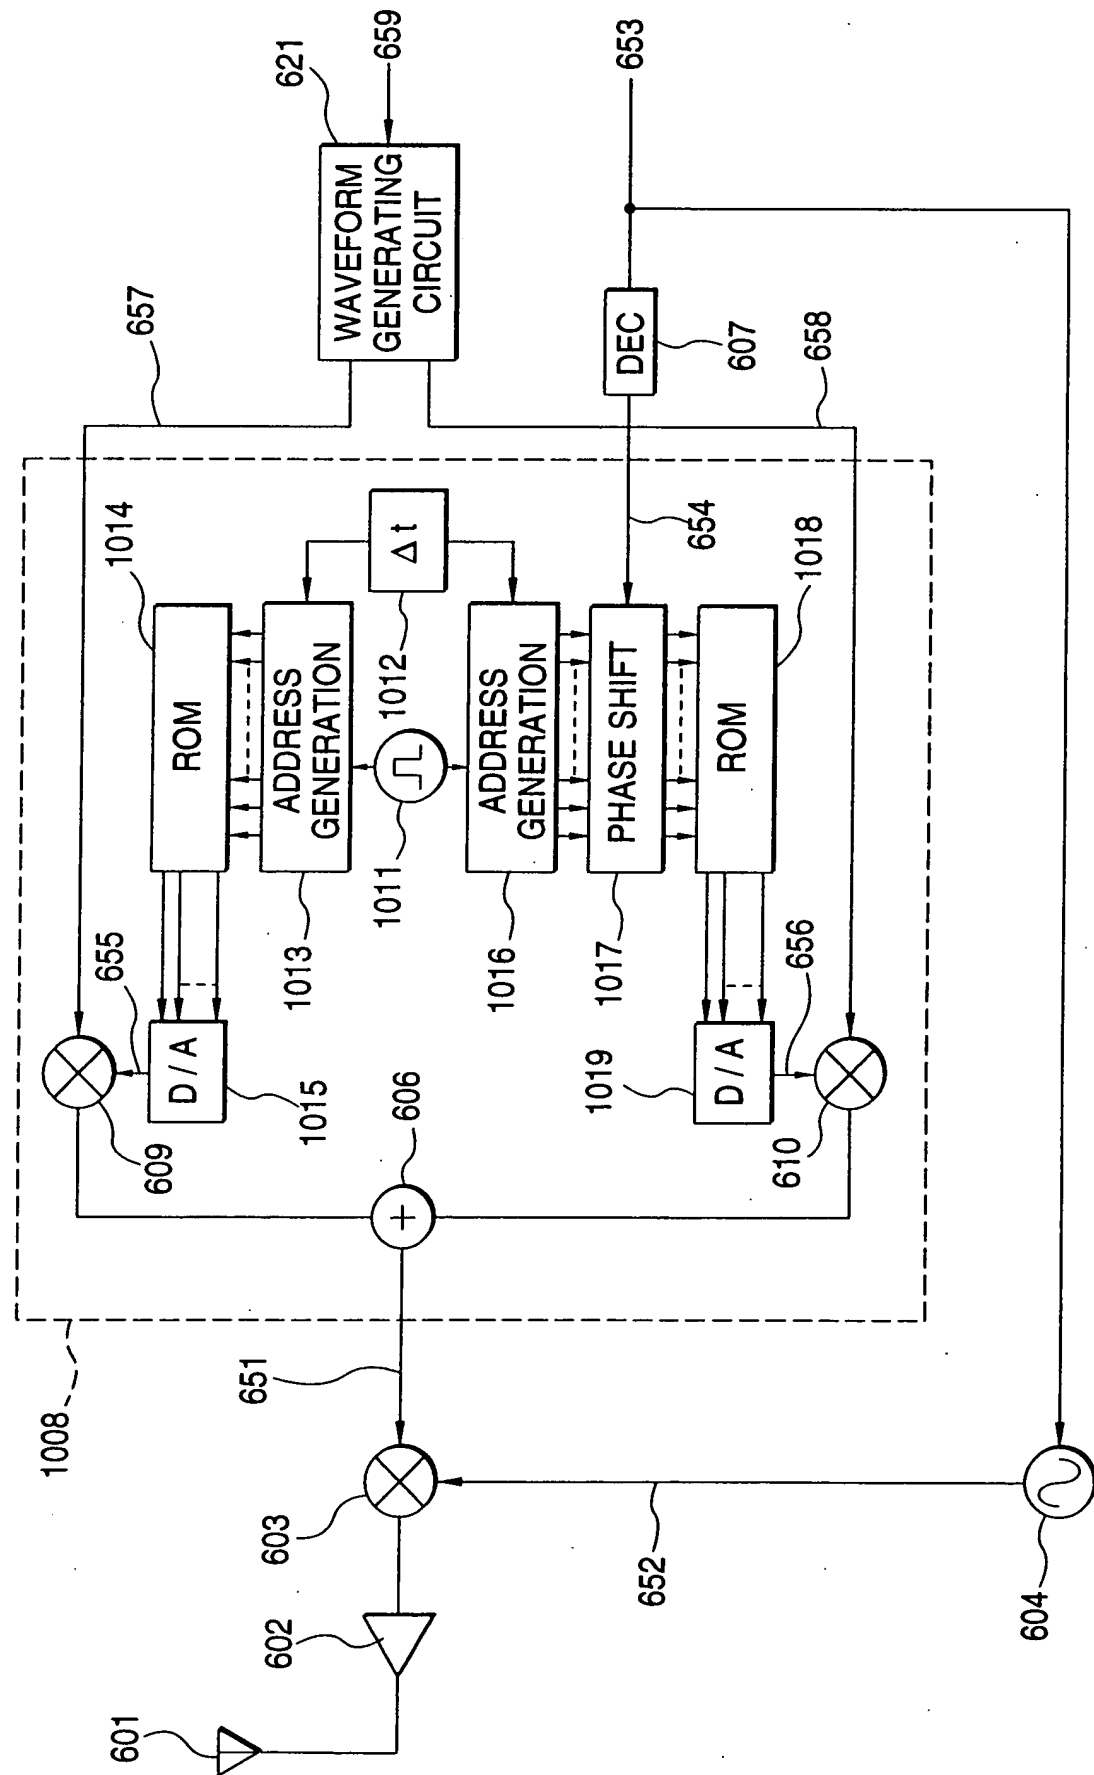 659
621
WAVEFORM
GENERATING
CIRCUIT
653
657
DEC
607
658
654
1014
ROM
ADDRESS
GENERATION
Δt
1012
1011
1013
ADDRESS
GENERATION
1016
PHASE SHIFT
1017
ROM
1018
655
D/A
1015
609
606
+
1019
D/A
656
610
1008
651
603
652
604
602
601